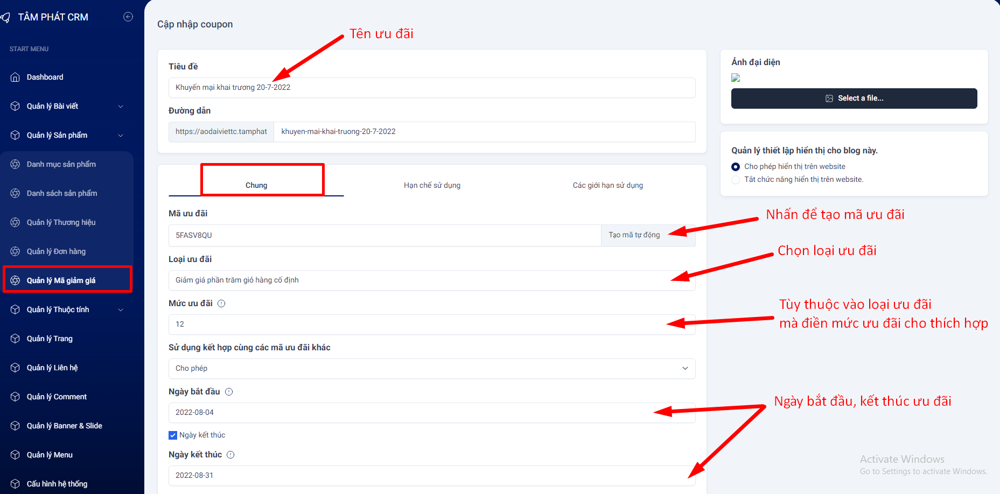 TÂM PHÁT CRM
START MENU
Dashboard
Quản lý Bài viết
Quản lý Sản phẩm
Danh mục sản phẩm
Danh sách sản phẩm
Quản lý Thương hiệu
Quản lý Đơn hàng
Quản lý Mã giảm giá
Quản lý Thuộc tính
Quản lý Trang
Quản lý Liên hệ
Quản lý Comment
Quản lý Banner & Slide
Quản lý Menu
Cấu hình hệ thống
Cập nhập coupon
Tên ưu đãi
Tiêu đề
Khuyến mại khai trương 20-7-2022
Đường dẫn
https://aodaiviettc.tamphat khuyen-mai-khai-truong-20-7-2022
Chung Hạn chế sử dụng Các giới hạn sử dụng
Mã ưu đãi
5FASV8QU Tạo mã tự động
Nhấn để tạo mã ưu đãi
Loại ưu đãi
Giảm giá phần trăm giỏ hàng cố định
Chọn loại ưu đãi
Mức ưu đãi
12
Tùy thuộc vào loại ưu đãi
mà điền mức ưu đãi cho thích hợp
Sử dụng kết hợp cùng các mã ưu đãi khác
Cho phép
Ngày bắt đầu
2022-08-04
Ngày bắt đầu, kết thúc ưu đãi
Ngày kết thúc
Ngày kết thúc
2022-08-31
Ảnh đại diện
Select a file...
Quản lý thiết lập hiển thị cho blog này.
Cho phép hiển thị trên website
Tắt chức năng hiển thị trên website.
Activate Windows
Go to Settings to activate Windows.